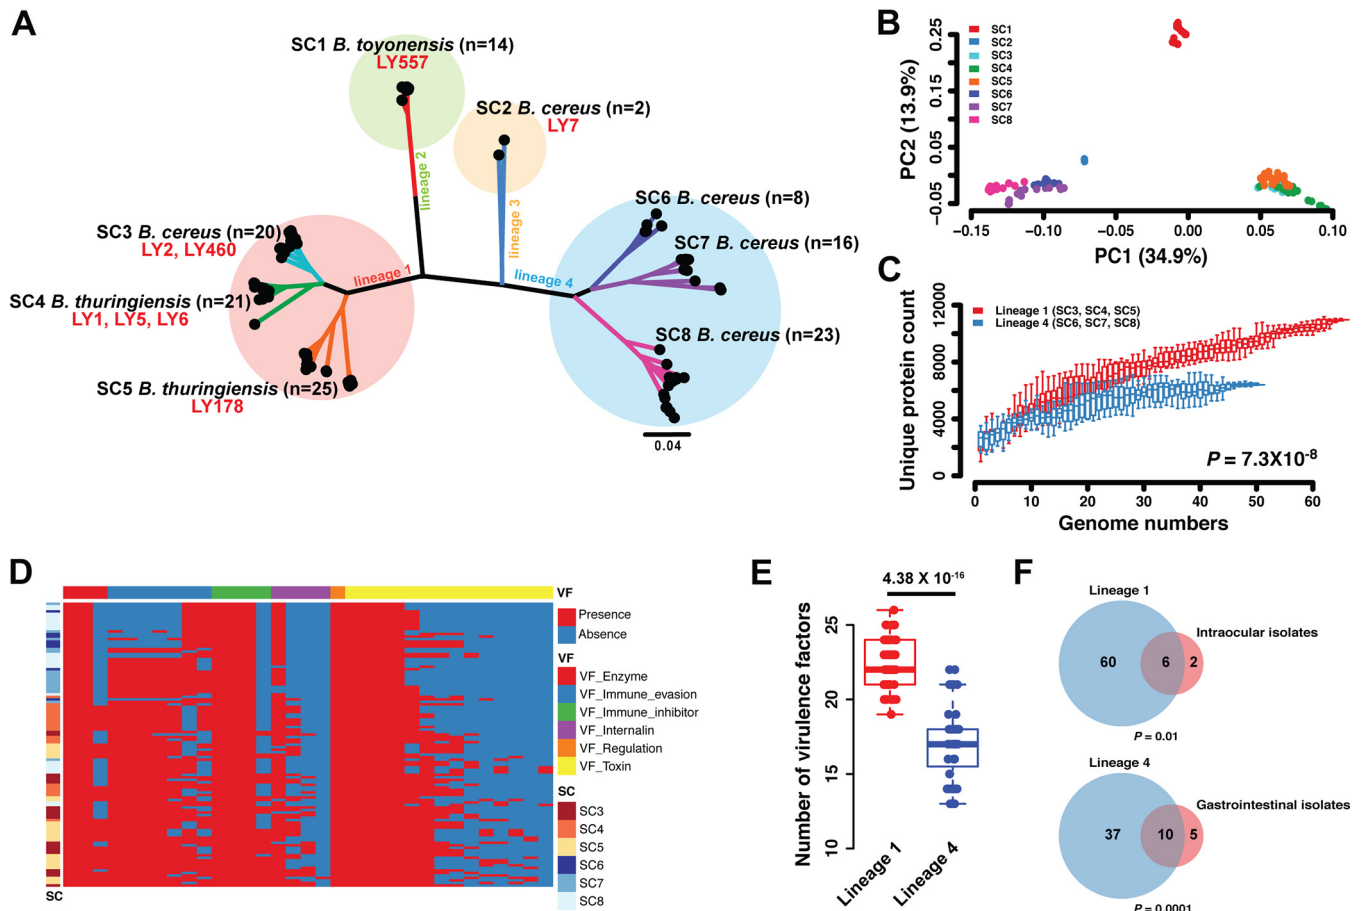 A
SC1 B. toyonensis (n=14)
LY557
SC2 B. cereus (n=2)
LY7
lineage 2
lineage 3
SC6 B. cereus (n=8)
SC7 B. cereus (n=16)
SC3 B. cereus (n=20)
LY2, LY460
lineage 1
lineage 4
SC4 B. thuringiensis (n=21)
LY1, LY5, LY6
SC8 B. cereus (n=23)
SC5 B. thuringiensis (n=25)
LY178
0.04
B
SC1
SC2
SC3
SC4
SC5
SC6
SC7
SC8
PC2 (13.9%)
0.25
0.15
0.05
−0.05
−0.15
−0.10
−0.05
0.00
0.05
0.10
PC1 (34.9%)
C
Lineage 1 (SC3, SC4, SC5)
Lineage 4 (SC6, SC7, SC8)
Unique protein count
12000
8000
4000
0
P = 7.3X10-8
0
10
20
30
40
50
60
Genome numbers
D
VF
Presence
Absence
VF
VF_Enzyme
VF_Immune_evasion
VF_Immune_inhibitor
VF_Internalin
VF_Regulation
VF_Toxin
SC
SC3
SC4
SC5
SC6
SC7
SC8
SC
E
4.38 X 10-16
Number of virulence factors
25
20
15
10
Lineage 1
Lineage 4
F
Lineage 1
Intraocular isolates
60
6
2
P = 0.01
Lineage 4
Gastrointestinal isolates
37
10
5
P = 0.0001